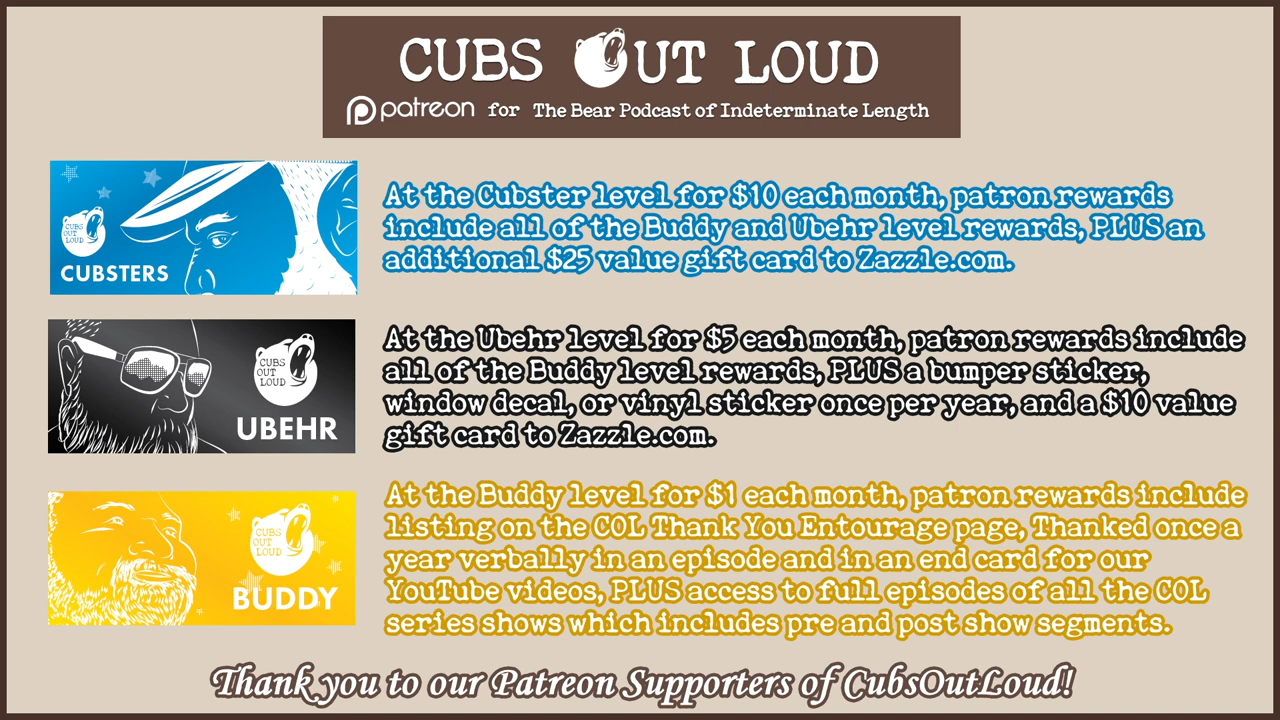 CUBS OUT LOUD
patreon for The Bear Podcast of Indeterminate Length
CUBS
OUT
LOUD
CUBSTERS
At the Cubster level for $10 each month, patron rewards
include all of the Buddy and Ubehr level rewards, PLUS an
additional $25 value gift card to Zazzle.com.
CUBS
OUT
LOUD
UBEHR
At the Ubehr level for $5 each month, patron rewards include
all of the Buddy level rewards, PLUS a bumper sticker,
window decal, or vinyl sticker once per year, and a $10 value
gift card to Zazzle.com.
CUBS
OUT
LOUD
BUDDY
At the Buddy level for $1 each month, patron rewards include
listing on the COL Thank You Entourage page, Thanked once a
year verbally in an episode and in an end card for our
YouTube videos, PLUS access to full episodes of all the COL
series shows which includes pre and post show segments.
Thank you to our Patreon Supporters of CubsOutLoud!